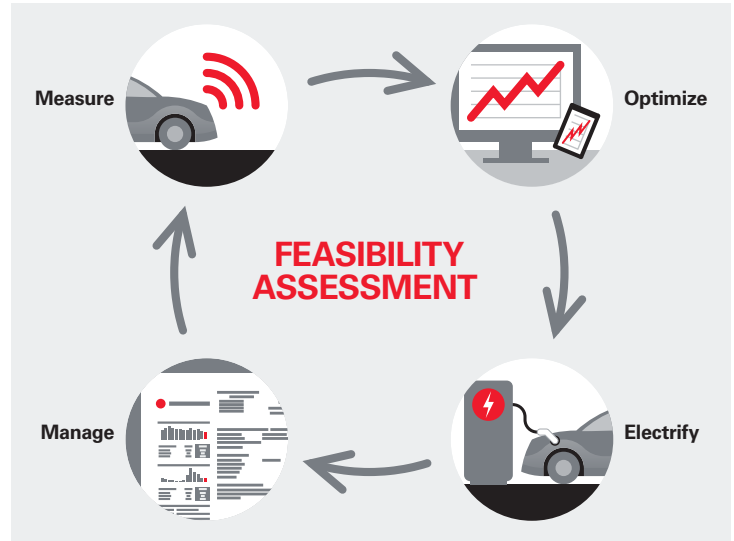 Measure
Optimize
FEASIBILITY
ASSESSMENT
Manage
Electrify